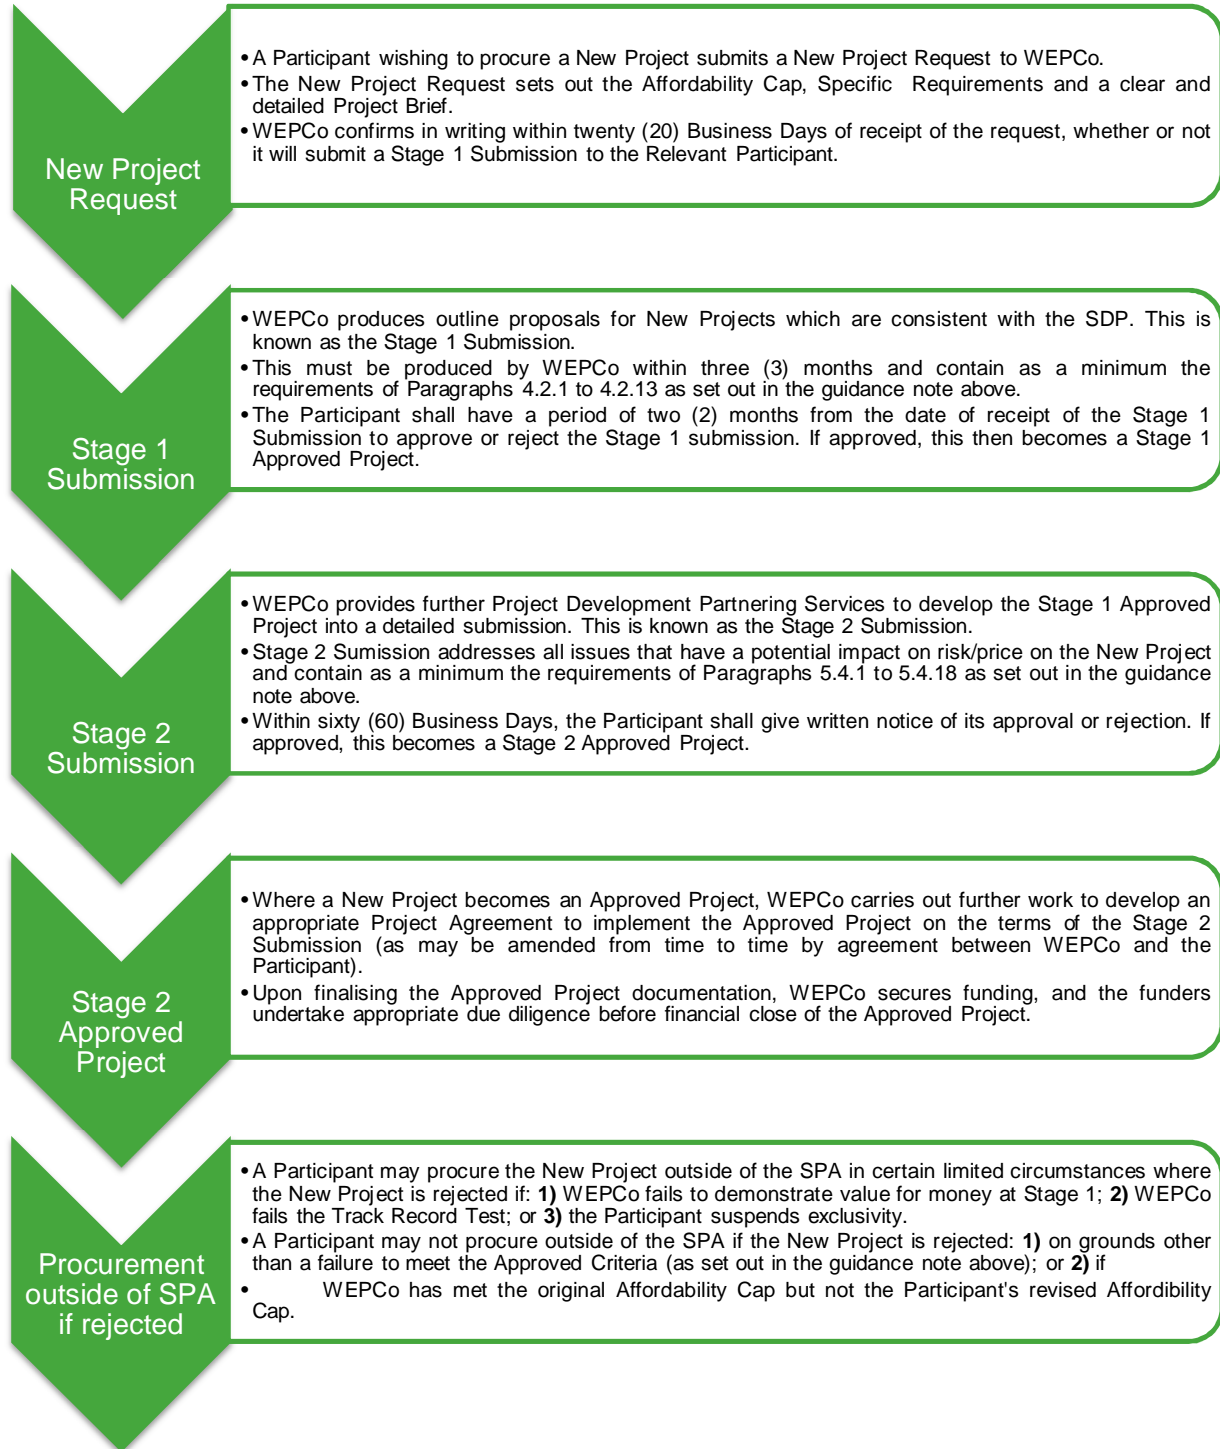 New Project
Request
• A Participant wishing to procure a New Project submits a New Project Request to WEPCo.
• The New Project Request sets out the Affordability Cap, Specific Requirements and a clear and
detailed Project Brief.
• WEPCo confirms in writing within twenty (20) Business Days of receipt of the request, whether or not
it will submit a Stage 1 Submission to the Relevant Participant.
Stage 1
Submission
• WEPCo produces outline proposals for New Projects which are consistent with the SDP. This is
known as the Stage 1 Submission.
• This must be produced by WEPCo within three (3) months and contain as a minimum the
requirements of Paragraphs 4.2.1 to 4.2.13 as set out in the guidance note above.
• The Participant shall have a period of two (2) months from the date of receipt of the Stage 1
Submission to approve or reject the Stage 1 submission. If approved, this then becomes a Stage 1
Approved Project.
Stage 2
Submission
• WEPCo provides further Project Development Partnering Services to develop the Stage 1 Approved
Project into a detailed submission. This is known as the Stage 2 Submission.
• Stage 2 Sumission addresses all issues that have a potential impact on risk/price on the New Project
and contain as a minimum the requirements of Paragraphs 5.4.1 to 5.4.18 as set out in the guidance
note above.
• Within sixty (60) Business Days, the Participant shall give written notice of its approval or rejection. If
approved, this becomes a Stage 2 Approved Project.
Stage 2
Approved
Project
• Where a New Project becomes an Approved Project, WEPCo carries out further work to develop an
appropriate Project Agreement to implement the Approved Project on the terms of the Stage 2
Submission (as may be amended from time to time by agreement between WEPCo and the
Participant).
• Upon finalising the Approved Project documentation, WEPCo secures funding, and the funders
undertake appropriate due diligence before financial close of the Approved Project.
Procurement
outside of SPA
if rejected
• A Participant may procure the New Project outside of the SPA in certain limited circumstances where
the New Project is rejected if: 1) WEPCo fails to demonstrate value for money at Stage 1; 2) WEPCo
fails the Track Record Test; or 3) the Participant suspends exclusivity.
• A Participant may not procure outside of the SPA if the New Project is rejected: 1) on grounds other
than a failure to meet the Approved Criteria (as set out in the guidance note above); or 2) if
• WEPCo has met the original Affordability Cap but not the Participant's revised Affordibility
Cap.